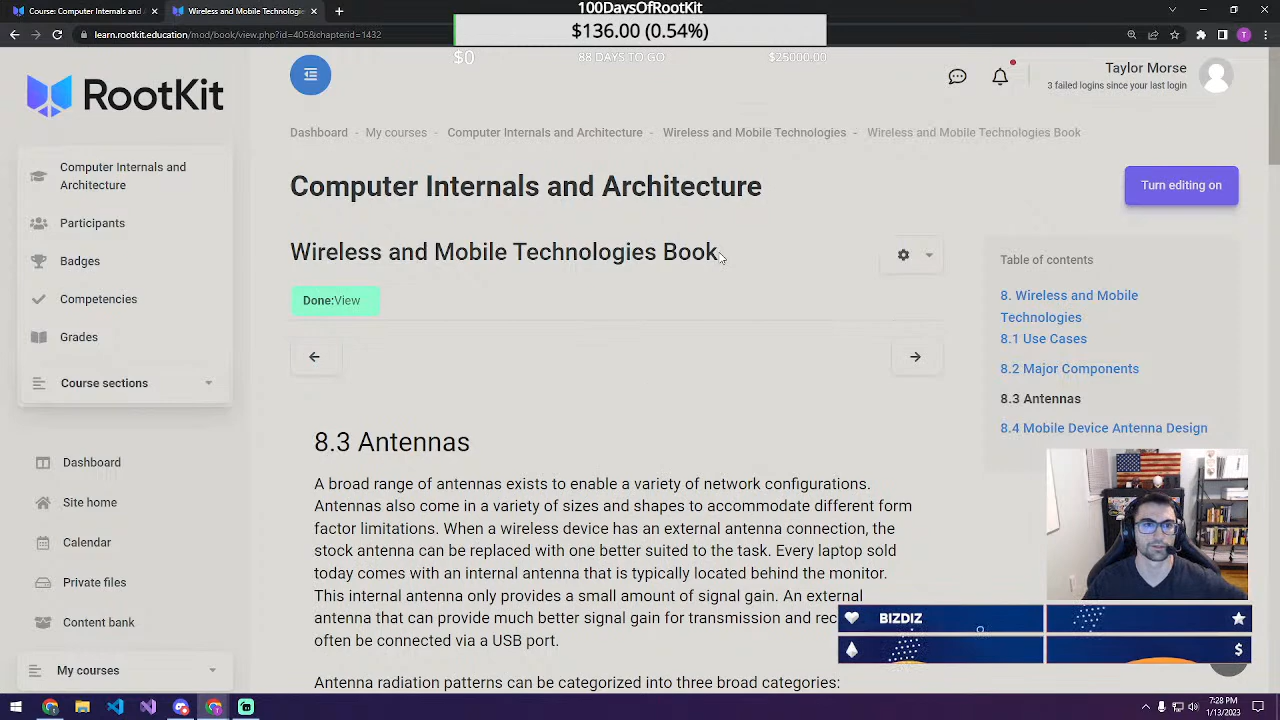 100DaysOfRootKit
Wireless and Mobile Technologies
learn.rootkitu.com/mod/book/view.php?id=405&chapterid=1432
$136.00 (0.54%)
$0
88 DAYS TO GO
$25000.00
RootKit
Taylor Morse
3 failed logins since your last login
Dashboard - My courses - Computer Internals and Architecture - Wireless and Mobile Technologies - Wireless and Mobile Technologies Book
Computer Internals and Architecture
Turn editing on
Wireless and Mobile Technologies Book
Done:View
Computer Internals and
Architecture
Participants
Badges
Competencies
Grades
Course sections
Dashboard
Site home
Calendar
Private files
Content bank
My courses
Table of contents
8. Wireless and Mobile
Technologies
8.1 Use Cases
8.2 Major Components
8.3 Antennas
8.4 Mobile Device Antenna Design
8.3 Antennas
A broad range of antennas exists to enable a variety of network configurations.
Antennas also come in a variety of sizes and shapes to accommodate different form
factor limitations. When a wireless device has an external antenna connection, the
stock antenna can be replaced with one better suited to the task. Every laptop sold
today comes with an internal antenna that is typically located behind the monitor.
This internal antenna only provides a small amount of signal gain. An external
antenna that can provide much better signal gain for transmission and rec
often be connected via a USB port.
Antenna radiation patterns can be categorized into three broad categories:
BIZDIZ
$
7:28 PM
1/13/2023